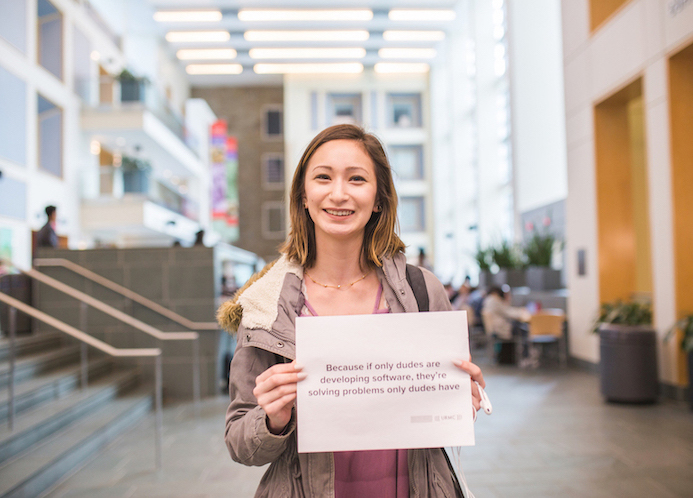 Because if only dudes are
developing software, they're
solving problems only dudes have